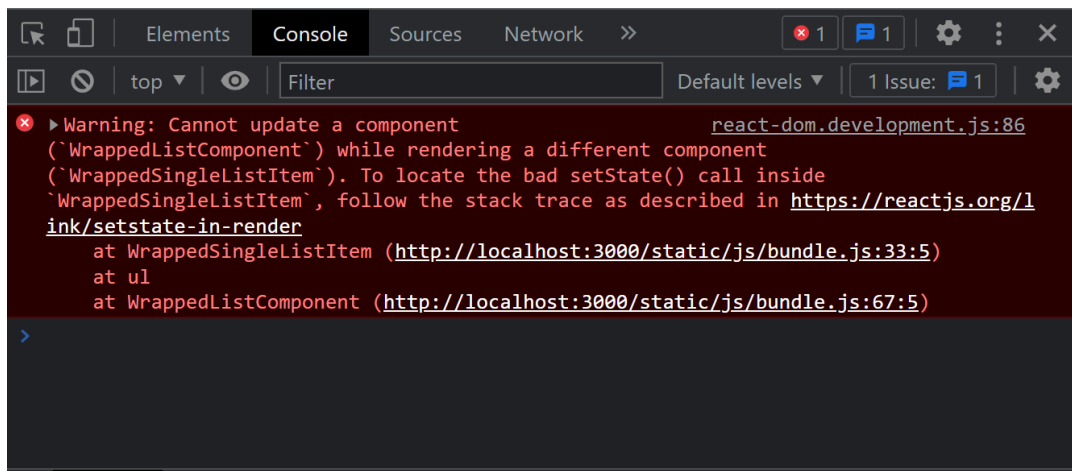 Elements Console Sources Network » 1 1
top ▼ Filter Default levels ▼ 1 Issue: 1
▶Warning: Cannot update a component react-dom.development.js:86
(`WrappedListComponent`) while rendering a different component
(`WrappedSingleListItem`). To locate the bad setState() call inside
`WrappedSingleListItem`, follow the stack trace as described in https://reactjs.org/l
ink/setstate-in-render
at WrappedSingleListItem (http://localhost:3000/static/js/bundle.js:33:5)
at ul
at WrappedListComponent (http://localhost:3000/static/js/bundle.js:67:5)
>